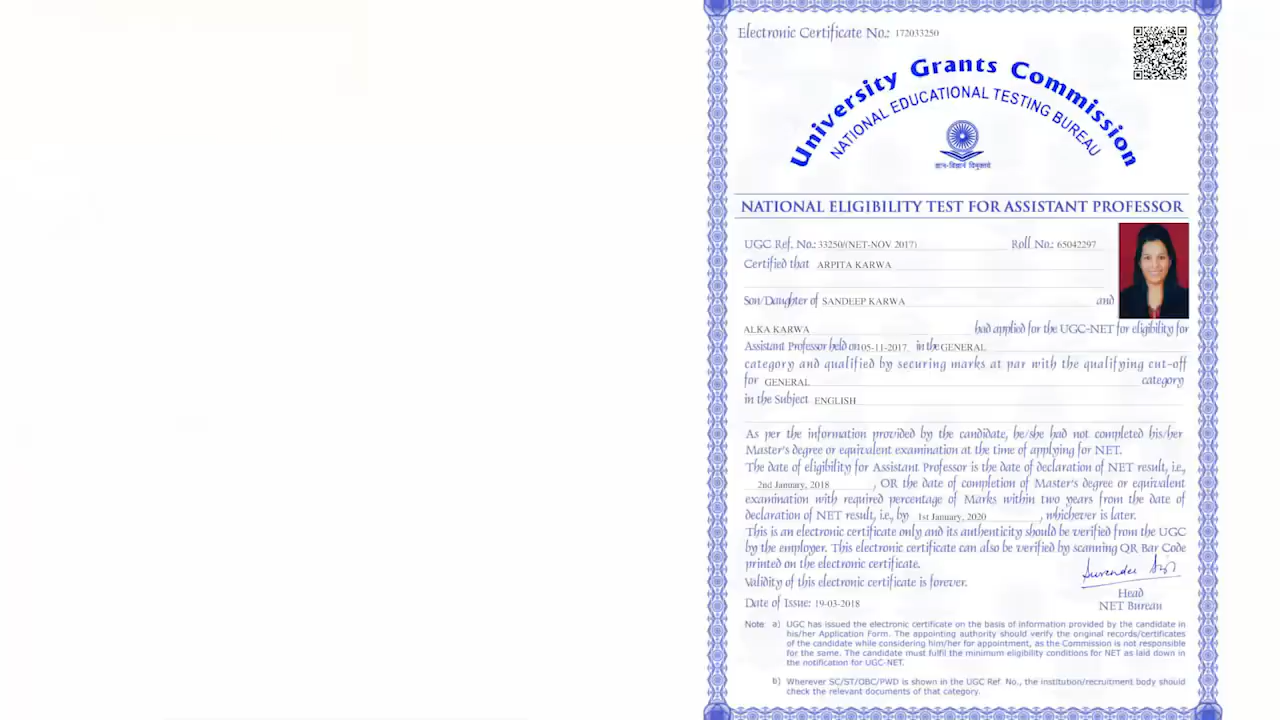 Electronic Certificate No.: 172033250
University Grants Commission
NATIONAL EDUCATIONAL TESTING BUREAU
ज्ञान-विज्ञानं विमुक्तये
NATIONAL ELIGIBILITY TEST FOR ASSISTANT PROFESSOR
UGC Ref. No.: 33250/(NET-NOV 2017) Roll No.: 65042297
Certified that ARPITA KARWA
Son/Daughter of SANDEEP KARWA and
ALKA KARWA had applied for the UGC-NET for eligibility for
Assistant Professor held on 05-11-2017 in the GENERAL
category and qualified by securing marks at par with the qualifying cut-off
for GENERAL category
in the Subject ENGLISH
As per the information provided by the candidate, he/she had not completed his/her
Master's degree or equivalent examination at the time of applying for NET.
The date of eligibility for Assistant Professor is the date of declaration of NET result, i.e.,
2nd January, 2018, OR the date of completion of Master's degree or equivalent
examination with required percentage of Marks within two years from the date of
declaration of NET result, i.e., by 1st January, 2020, whichever is later.
This is an electronic certificate only and its authenticity should be verified from the UGC
by the employer. This electronic certificate can also be verified by scanning QR Bar Code
printed on the electronic certificate.
Validity of this electronic certificate is forever.
Head
Date of Issue: 19-03-2018 NET Bureau
Note: a) UGC has issued the electronic certificate on the basis of information provided by the candidate in
his/her Application Form. The appointing authority should verify the original records/certificates
of the candidate while considering him/her for appointment, as the Commission is not responsible
for the same. The candidate must fulfil the minimum eligibility conditions for NET as laid down in
the notification for UGC-NET.
b) Wherever SC/ST/OBC/PWD is shown in the UGC Ref. No., the institution/recruitment body should
check the relevant documents of that category.